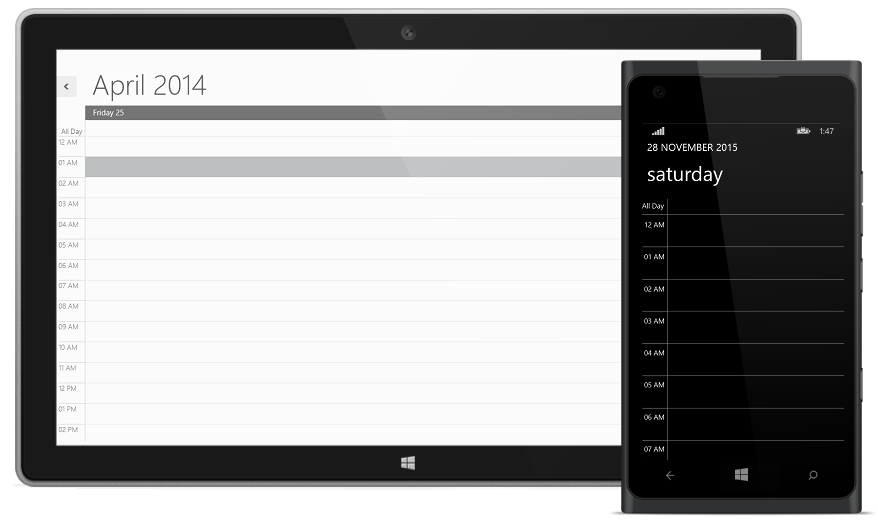 April 2014
Friday 25
All Day
12 AM
01 AM
02 AM
03 AM
04 AM
05 AM
06 AM
07 AM
08 AM
09 AM
10 AM
11 AM
12 PM
01 PM
02 PM
1:47
28 NOVEMBER 2015
saturday
All Day
12 AM
01 AM
02 AM
03 AM
04 AM
05 AM
06 AM
07 AM